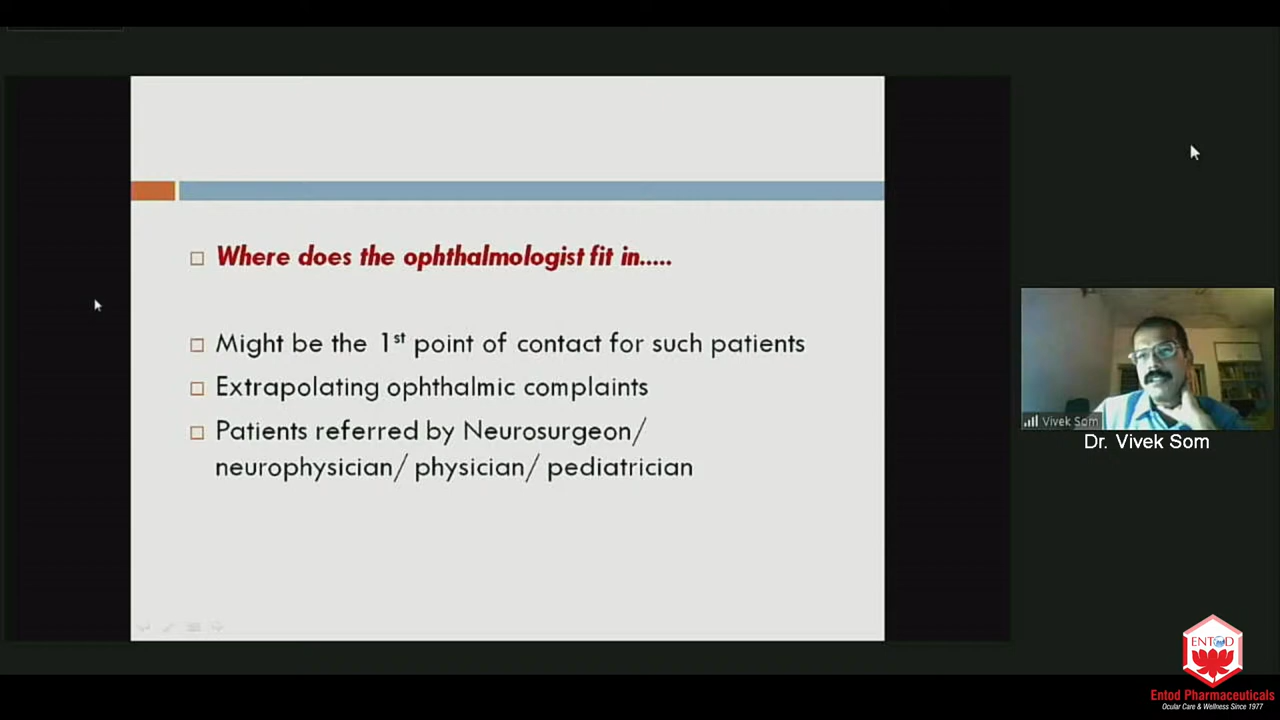 Where does the ophthalmologist fit in.....
Might be the 1st point of contact for such patients
Extrapolating ophthalmic complaints
Patients referred by Neurosurgeon/
neurophysician/ physician/ pediatrician
Vivek Som
Dr. Vivek Som
ENTOD
Entod Pharmaceuticals
Ocular Care & Wellness Since 1977